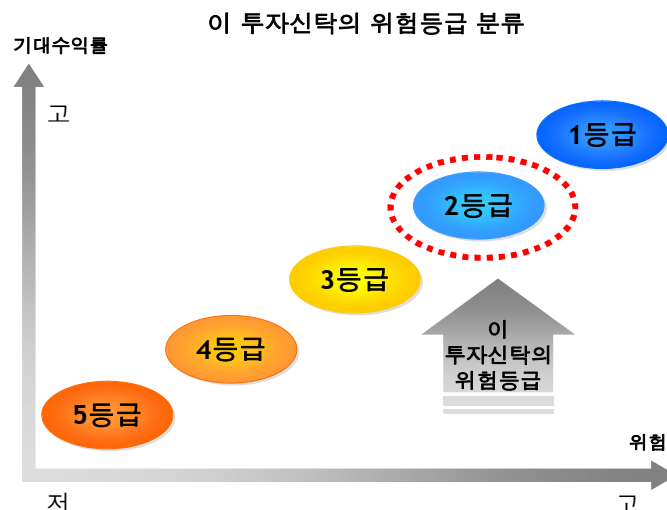 이 투자신탁의 위험등급 분류
기대수익률
고
1등급
2등급
3등급
4등급
5등급
이
투자신탁의
위험등급
위험
저
고